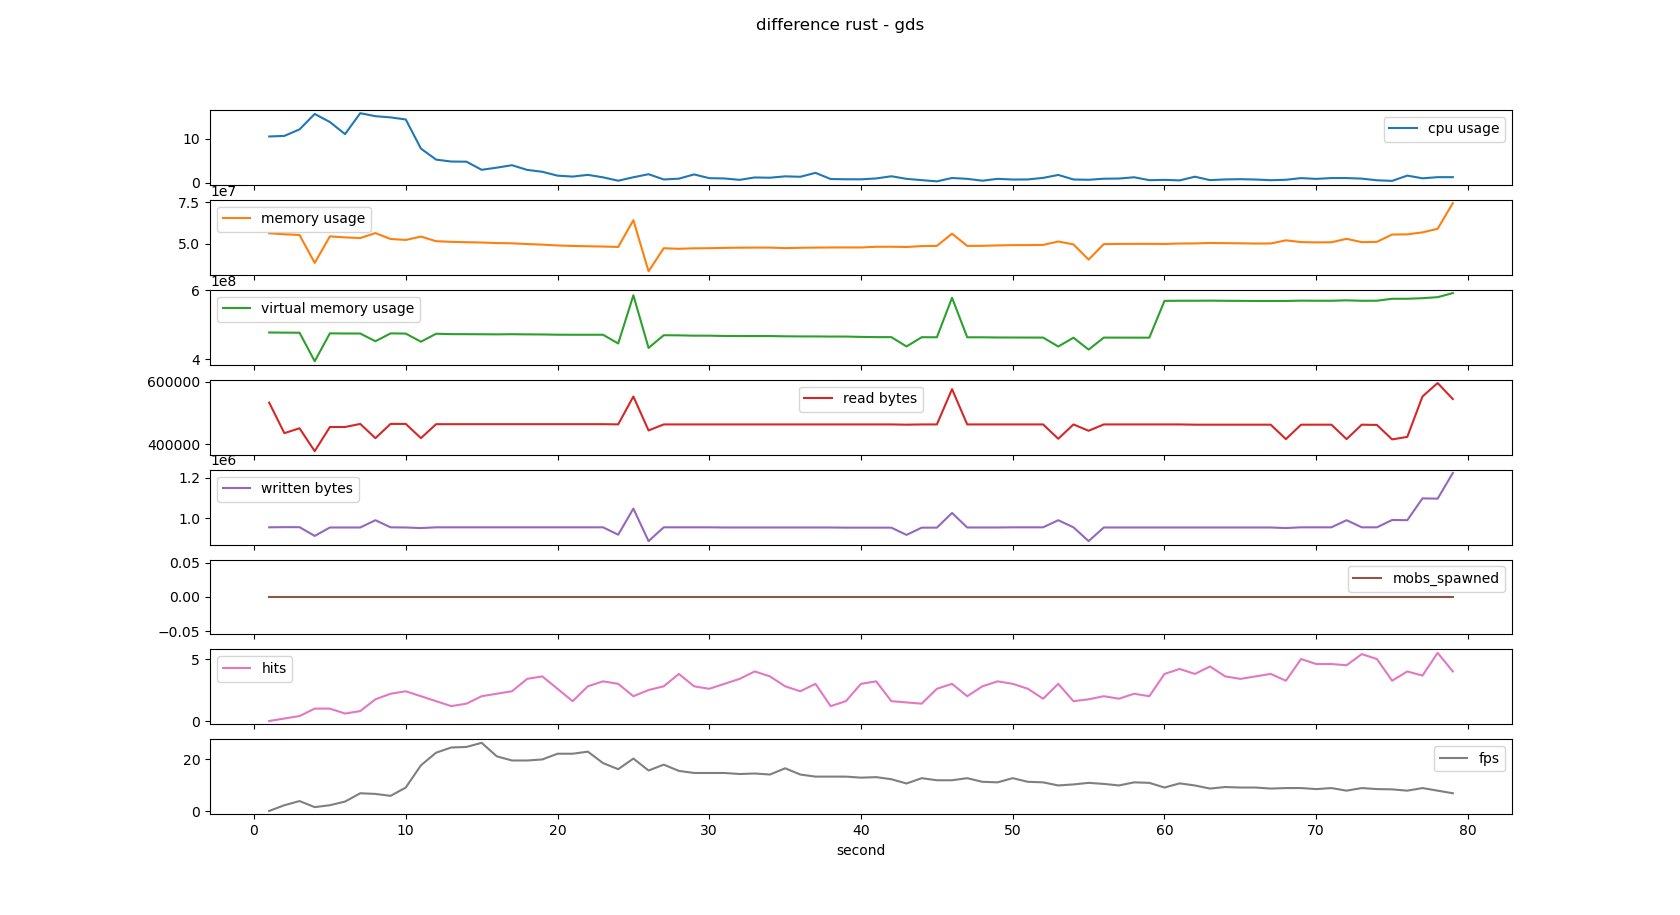 difference rust - gds
10
0
cpu usage
1e7
7.5
5.0
memory usage
1e8
6
4
virtual memory usage
600000
400000
read bytes
1e6
1.2
1.0
written bytes
0.05
0.00
−0.05
mobs_spawned
5
0
hits
20
0
fps
0 10 20 30 40 50 60 70 80
second